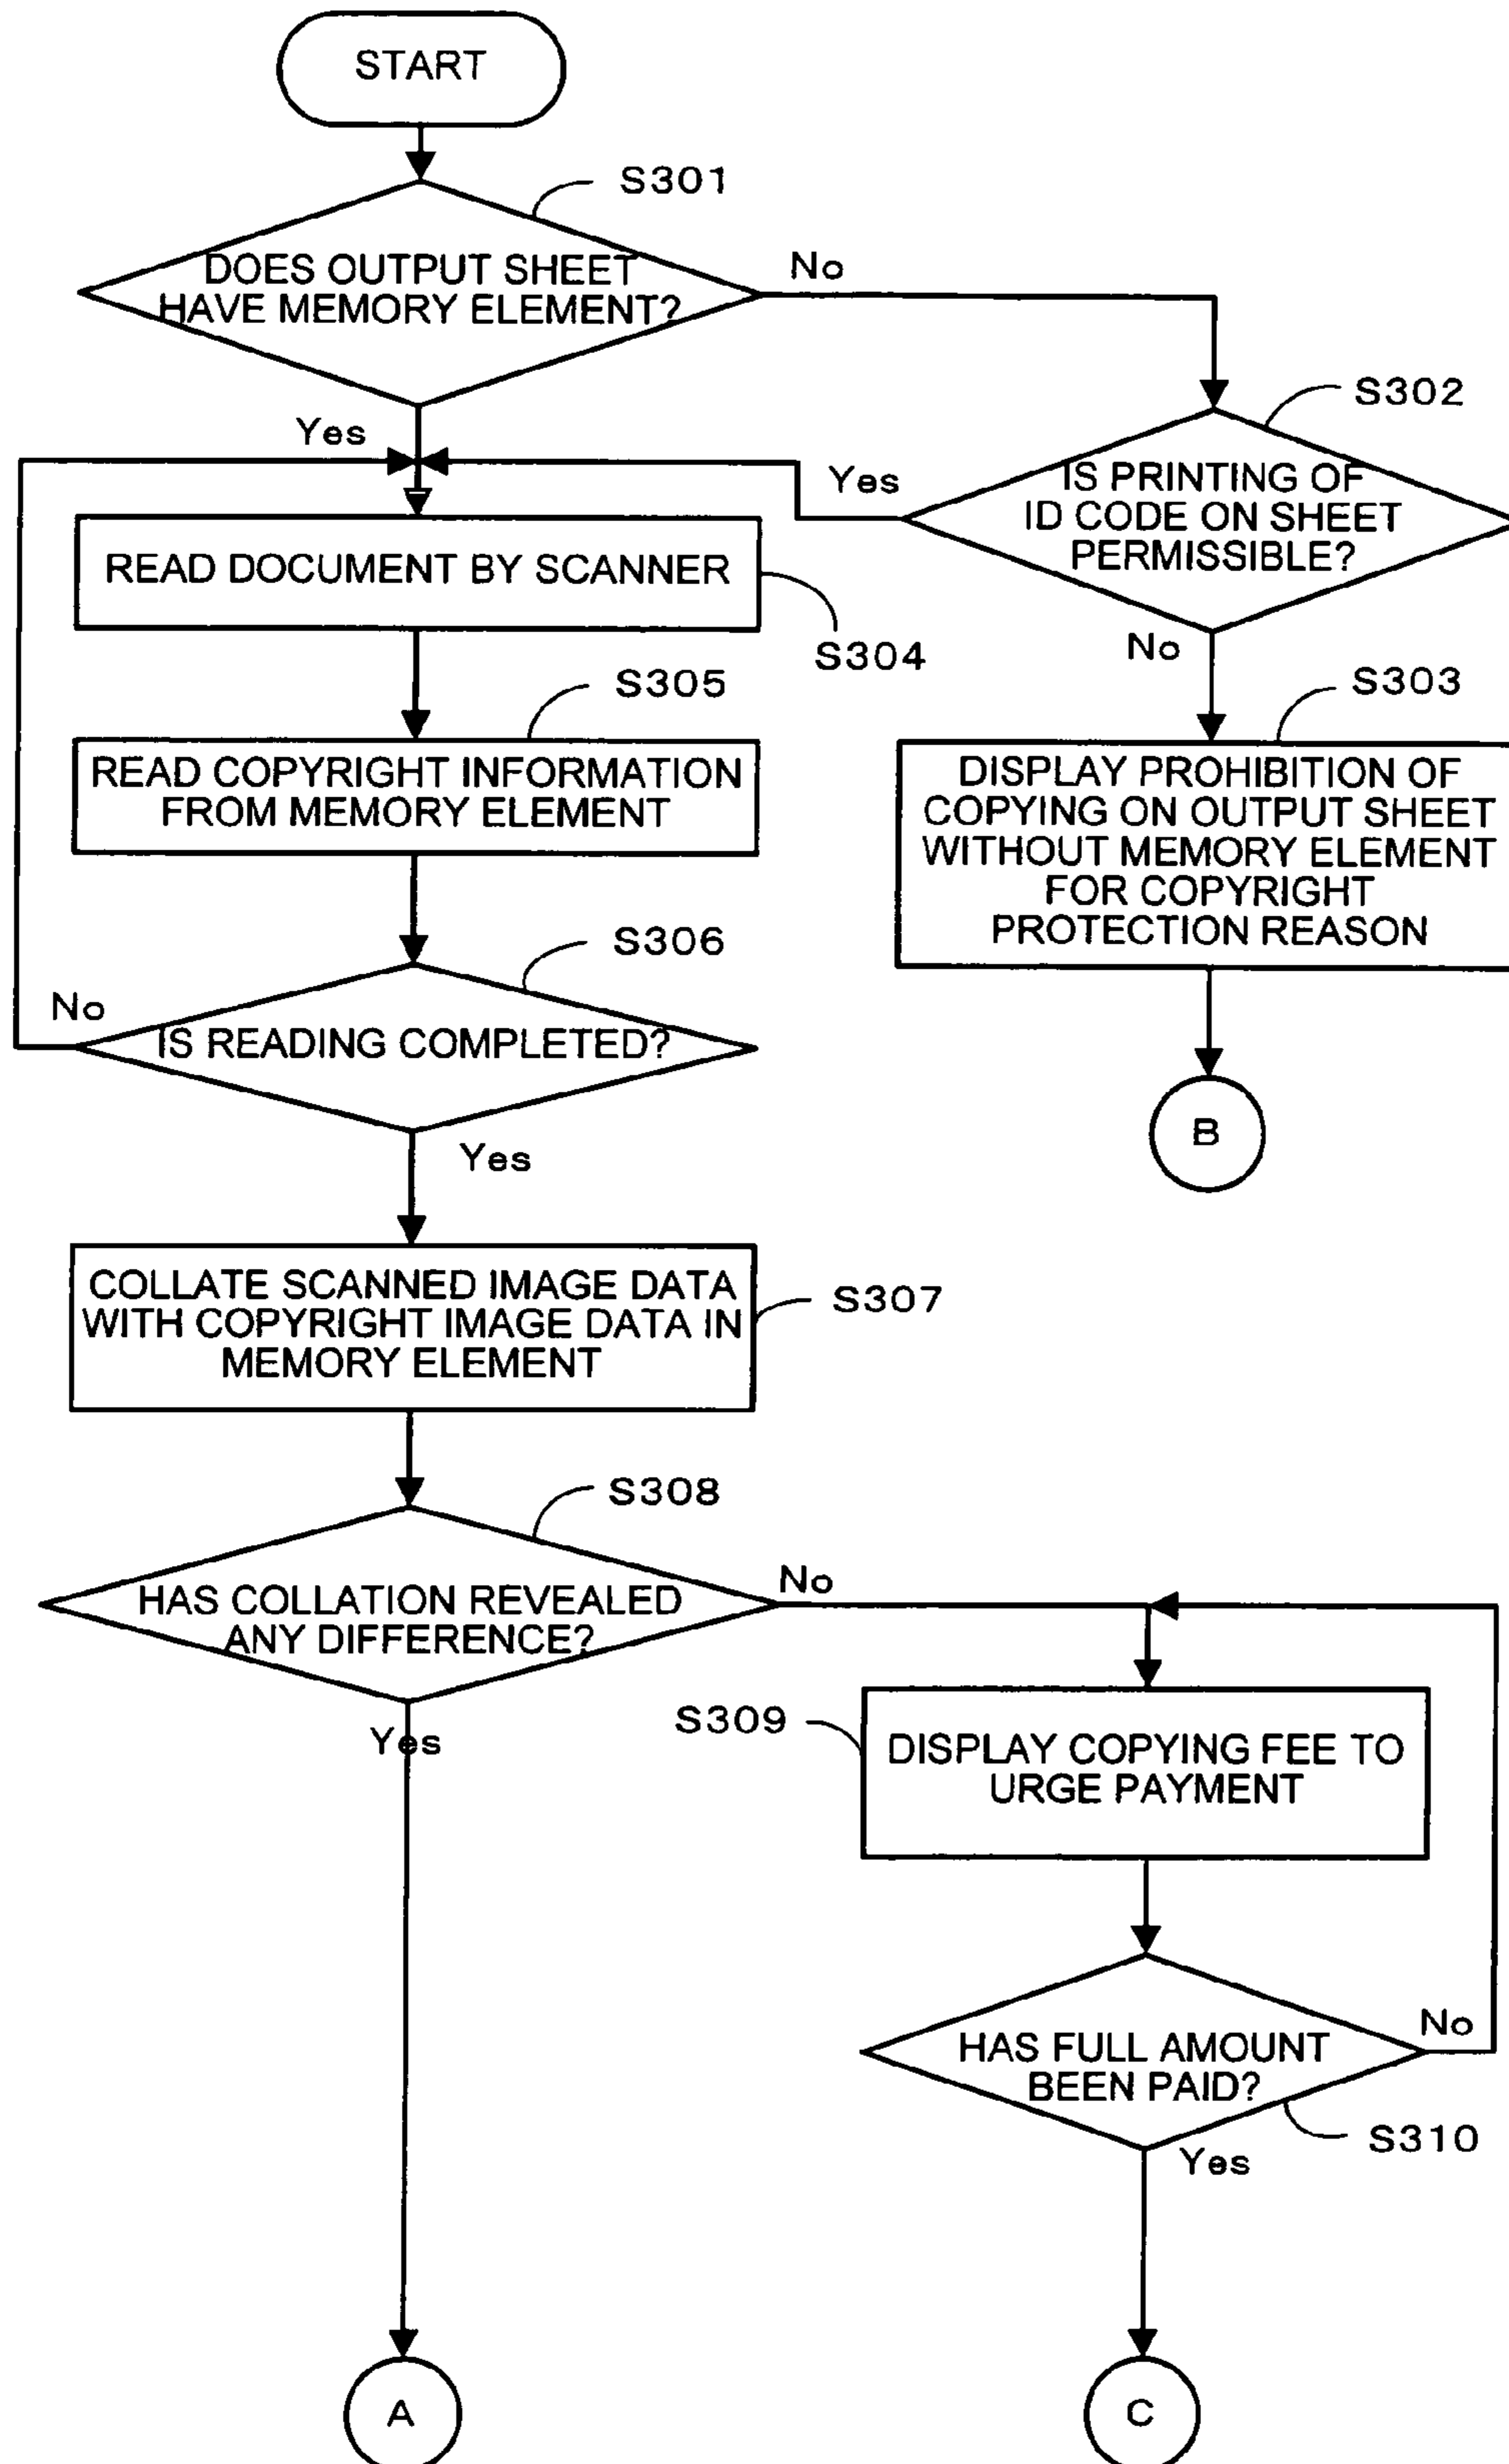 START
S301
DOES OUTPUT SHEET
HAVE MEMORY ELEMENT?
No
Yes
S302
IS PRINTING OF
ID CODE ON SHEET
PERMISSIBLE?
Yes
No
READ DOCUMENT BY SCANNER
S304
S303
DISPLAY PROHIBITION OF
COPYING ON OUTPUT SHEET
WITHOUT MEMORY ELEMENT
FOR COPYRIGHT
PROTECTION REASON
B
S305
READ COPYRIGHT INFORMATION
FROM MEMORY ELEMENT
S306
No
IS READING COMPLETED?
Yes
COLLATE SCANNED IMAGE DATA
WITH COPYRIGHT IMAGE DATA IN
MEMORY ELEMENT
S307
S308
HAS COLLATION REVEALED
ANY DIFFERENCE?
No
Yes
S309
DISPLAY COPYING FEE TO
URGE PAYMENT
HAS FULL AMOUNT
BEEN PAID?
No
S310
Yes
A
C